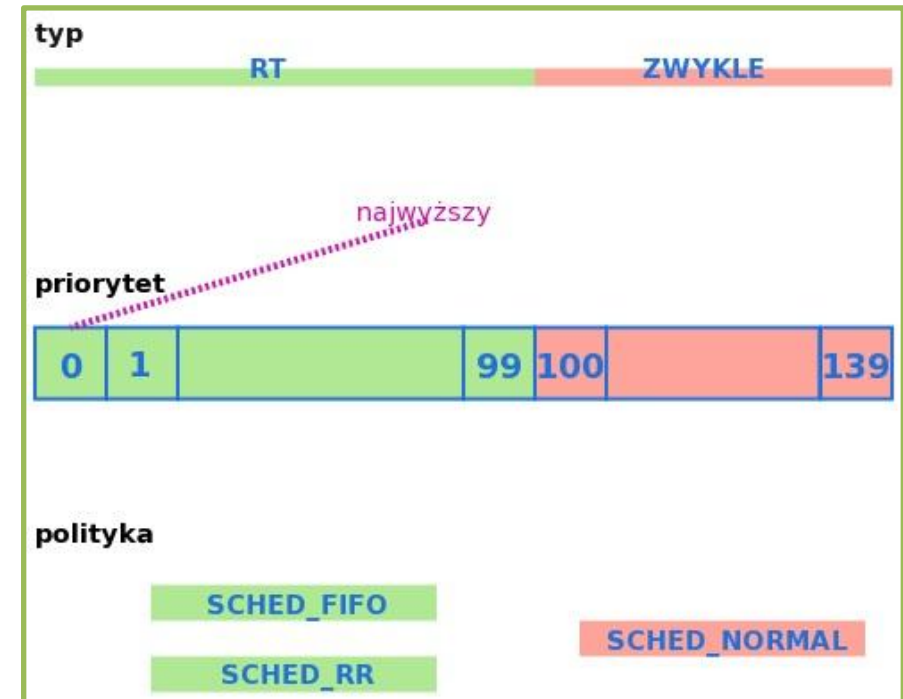 typ
RT ZWYKLE
najwyższy
priorytet
0 1 99 100 139
polityka
SCHED_FIFO
SCHED_NORMAL
SCHED_RR